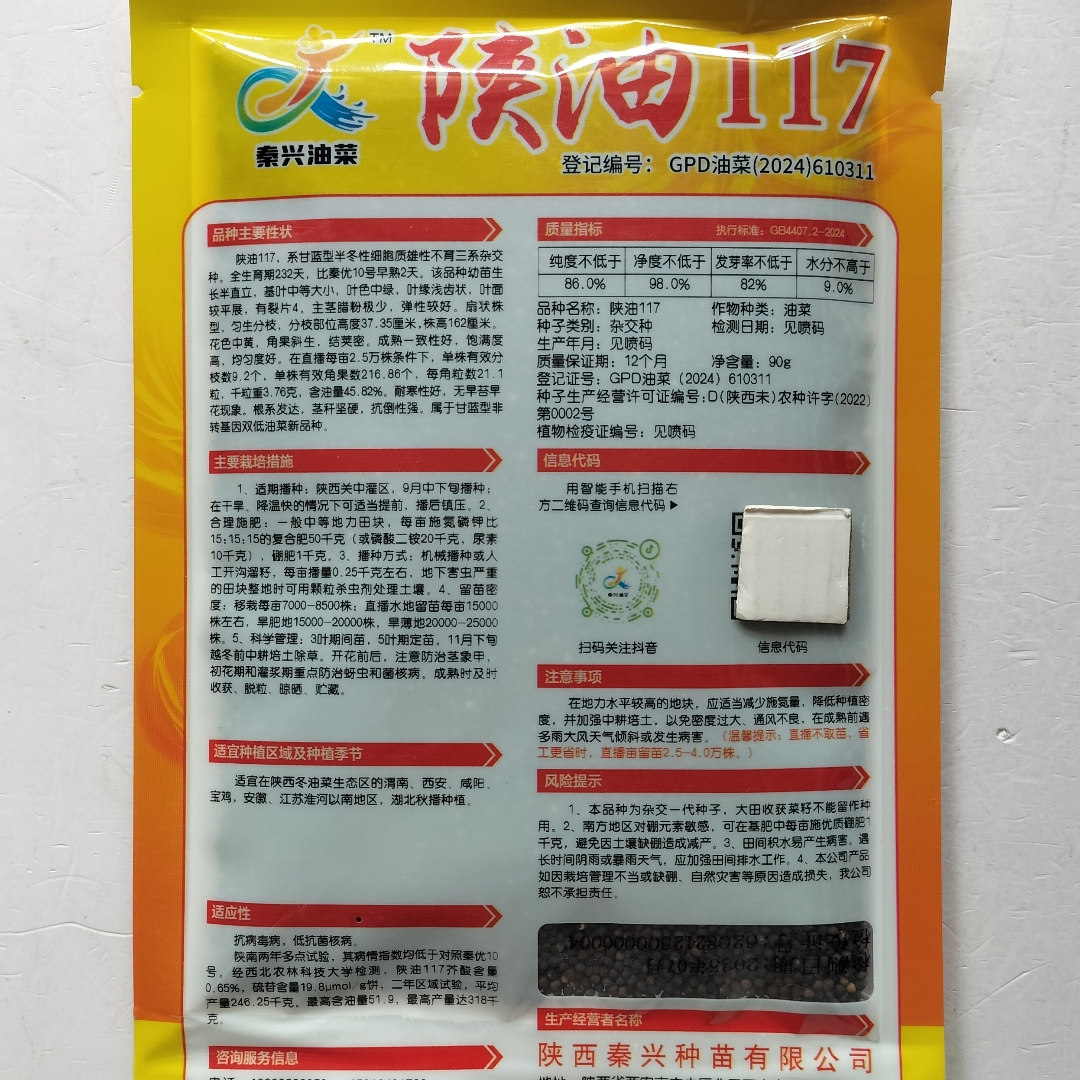 TM
陕油117
秦兴油菜
登记编号： GPD油菜(2024)610311
品种主要性状
陕油117，系甘蓝型半冬性细胞质雄性不育三系杂交
种。全生育期232天，比秦优10号早熟2天。该品种幼苗生
长半直立，基叶中等大小，叶色中绿，叶缘浅齿状，叶面
较平展，有裂片4，主茎腊粉极少，弹性较好。扇状株
型，匀生分枝，分枝部位高度37.35厘米，株高162厘米。
花色中黄，角果斜生，结荚密。成熟一致性好，饱满度
高，均匀度好。在直播每亩2.5万株条件下，单株有效分
枝数9.2个，单株有效角果数216.86个，每角粒数21.1
粒，千粒重3.76克，含油量45.82%。耐寒性好，无早苔早
花现象。根系发达，茎秆坚硬，抗倒性强。属于甘蓝型非
转基因双低油菜新品种。
主要栽培措施
1、适期播种：陕西关中灌区，9月中下旬播种；
在干旱、降温快的情况下可适当提前，播后镇压。2、
合理施肥：一般中等地力田块，每亩施氮磷钾比
15;15;15的复合肥50千克（或磷酸二铵20千克，尿素
10千克），硼肥1千克。3、播种方式：机械播种或人
工开沟溜籽，每亩播量0.25千克左右，地下害虫严重
的田块整地时可用颗粒杀虫剂处理土壤。4、留苗密
度：移栽每亩7000-8500株；直播水地留苗每亩15000
株左右，旱肥地15000-20000株，旱薄地20000-25000
株。5、科学管理：3叶期间苗，5叶期定苗，11月下旬
越冬前中耕培土除草。开花前后，注意防治茎象甲，
初花期和灌浆期重点防治蚜虫和菌核病。成熟时及时
收获、脱粒、晾晒、贮藏。
适宜种植区域及种植季节
适宜在陕西冬油菜生态区的渭南、西安、咸阳、
宝鸡，安徽、江苏淮河以南地区，湖北秋播种植。
适应性
抗病毒病，低抗菌核病。
陕南两年多点试验，其病情指数均低于对照秦优10
号。经西北农林科技大学检测，陕油117芥酸含量
0.65%，硫苷含量19.8μmol/g饼，二年区域试验，平均
产量246.25千克，最高含油量51.9，最高产量达318千
克。
咨询服务信息
质量指标 执行标准：GB4407.2-2024
纯度不低于 净度不低于 发芽率不低于 水分不高于
86.0% 98.0% 82% 9.0%
品种名称：陕油117 作物种类：油菜
种子类别：杂交种 检测日期：见喷码
生产年月：见喷码
质量保证期：12个月 净含量：90g
登记证号：GPD油菜（2024）610311
种子生产经营许可证编号：D（陕西未）农种许字（2022）
第0002号
植物检疫证编号：见喷码
信息代码
用智能手机扫描右
方二维码查询信息代码▶
秦兴油菜
扫码关注抖音 信息代码
注意事项
在地力水平较高的地块，应适当减少施氮量，降低种植密
度，并加强中耕培土，以免密度过大、通风不良，在成熟前遇
多雨大风天气倾斜或发生病害。（温馨提示：直播不取苗，省
工更省时，直播亩留苗2.5-4.0万株。）
风险提示
1、本品种为杂交一代种子，大田收获菜籽不能留作种
用。2、南方地区对硼元素敏感，可在基肥中每亩施优质硼肥1
千克，避免因土壤缺硼造成减产。3、田间积水易产生病害。遇
长时间阴雨或暴雨天气，应加强田间排水工作。4、本公司产品
如因栽培管理不当或缺硼、自然灾害等原因造成损失，我公司
恕不承担责任。
生产经营者名称
陕西秦兴种苗有限公司